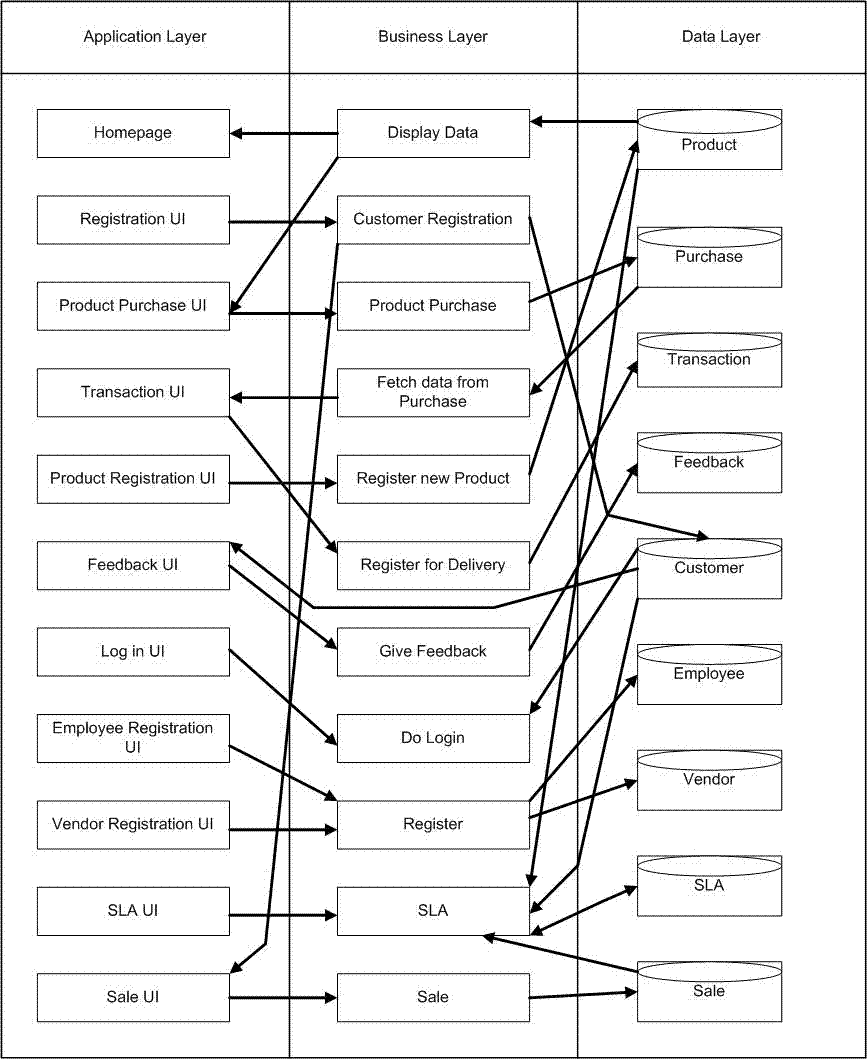 Application Layer
Business Layer
Data Layer
Homepage
Display Data
Product
Registration UI
Customer Registration
Purchase
Product Purchase UI
Product Purchase
Transaction
Transaction UI
Fetch data from
Purchase
Feedback
Product Registration UI
Register new Product
Feedback UI
Register for Delivery
Customer
Log in UI
Give Feedback
Employee
Employee Registration
UI
Do Login
Vendor
Vendor Registration UI
Register
SLA UI
SLA
SLA
Sale UI
Sale
Sale